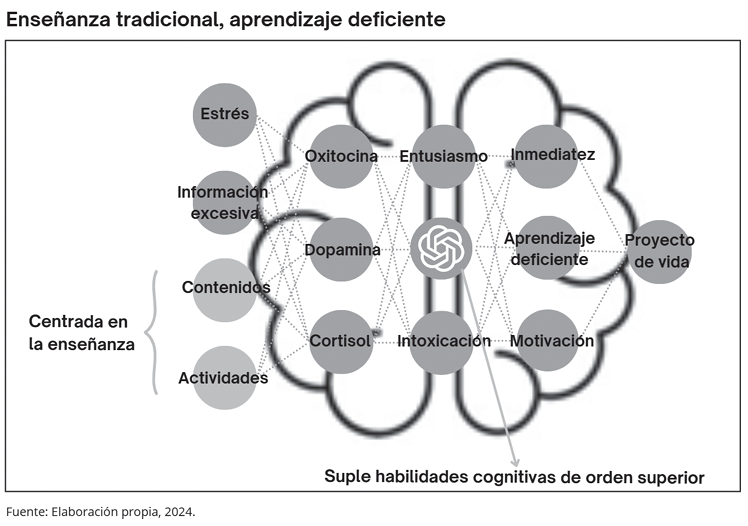 Enseñanza tradicional, aprendizaje deficiente
Estrés
Información
excesiva
Contenidos
Actividades
Centrada en
la enseñanza
Oxitocina
Dopamina
Cortisol
Entusiasmo
Intoxicación
Inmediatez
Aprendizaje
deficiente
Motivación
Proyecto
de vida
Suple habilidades cognitivas de orden superior
Fuente: Elaboración propia, 2024.